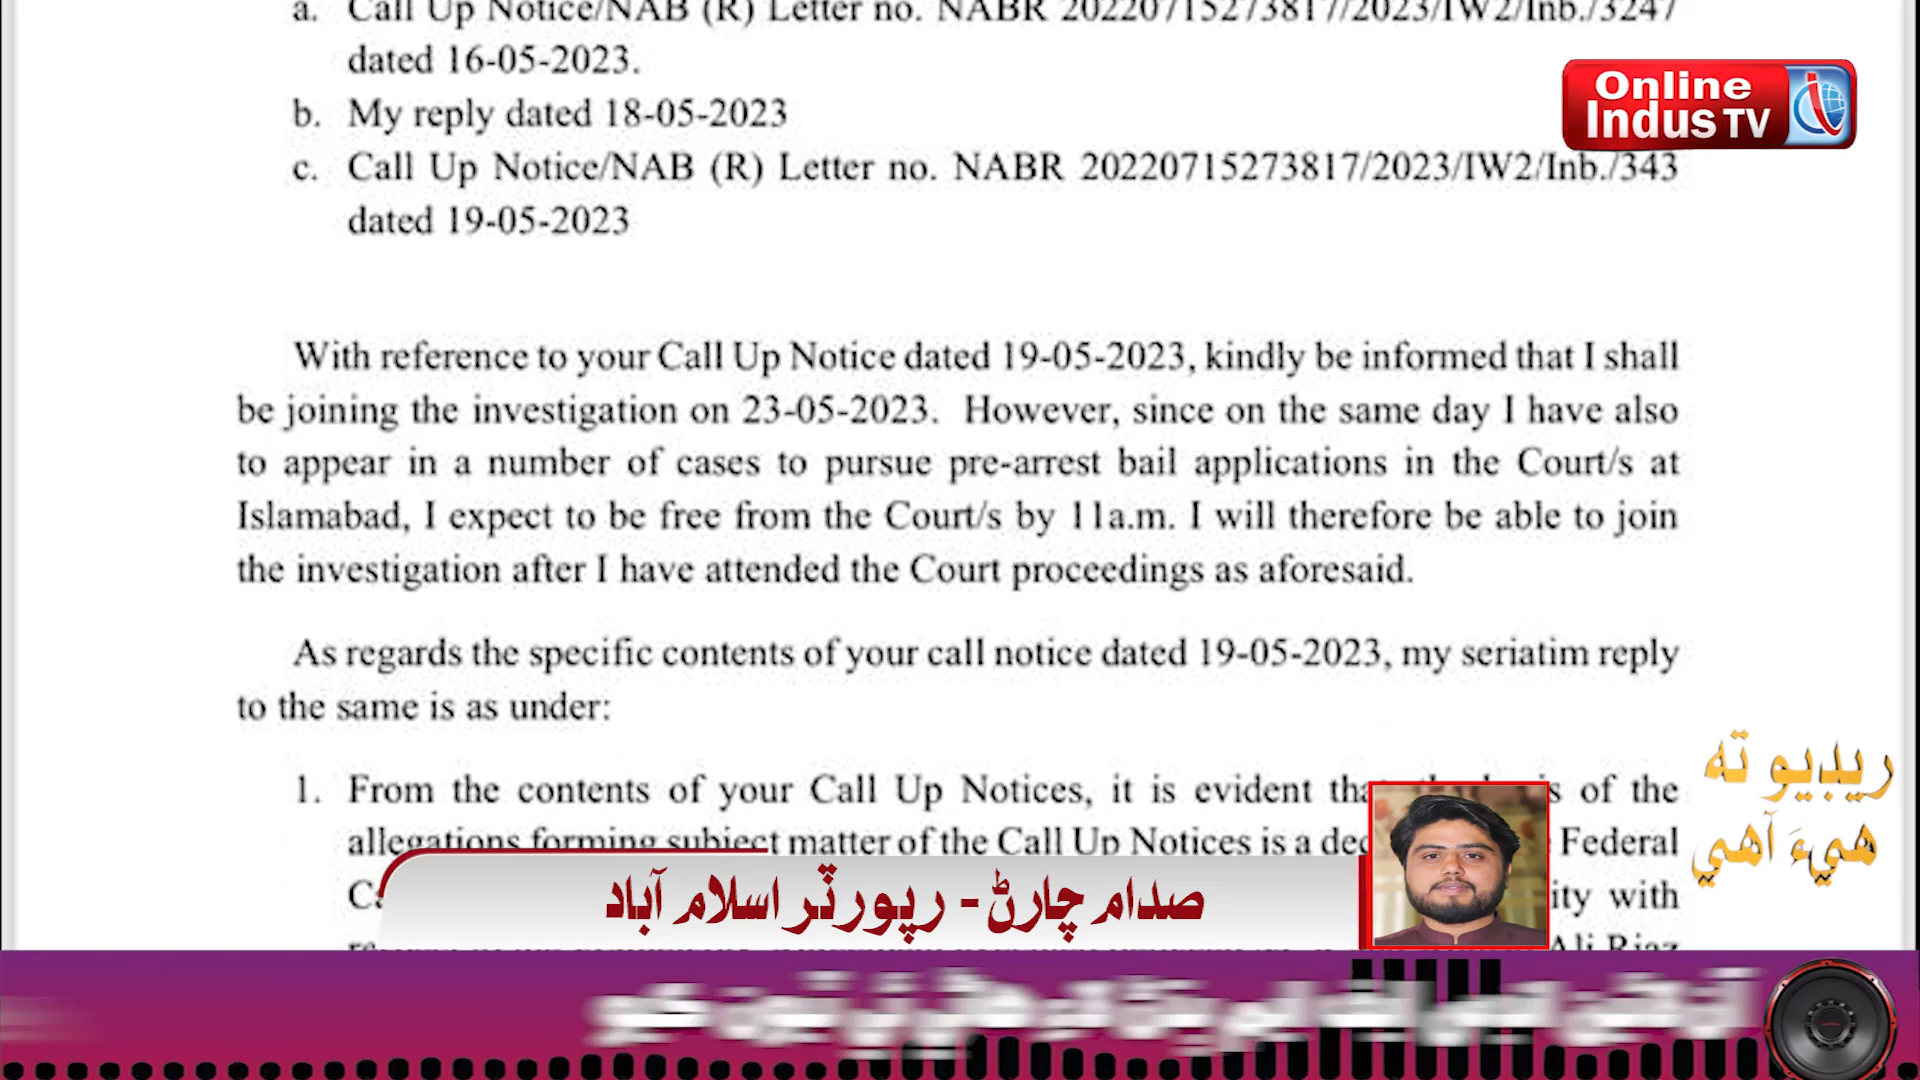 a. Call Up Notice/NAB (R) Letter no. NABR 20220715273817/2023/IW2/Inb./3247
dated 16-05-2023.
b. My reply dated 18-05-2023
c. Call Up Notice/NAB (R) Letter no. NABR 20220715273817/2023/IW2/Inb./343
dated 19-05-2023
Online
Indus TV
With reference to your Call Up Notice dated 19-05-2023, kindly be informed that I shall
be joining the investigation on 23-05-2023. However, since on the same day I have also
to appear in a number of cases to pursue pre-arrest bail applications in the Court/s at
Islamabad, I expect to be free from the Court/s by 11a.m. I will therefore be able to join
the investigation after I have attended the Court proceedings as aforesaid.
As regards the specific contents of your call notice dated 19-05-2023, my seriatim reply
to the same is as under:
1. From the contents of your Call Up Notices, it is evident of the
allegations forming subject matter of the Call Up Notices is a Federal
ity with
Ali Riaz
ريڊيو ته
هيءَ آهي
صدام چارڻ - رپورٽر اسلام آباد